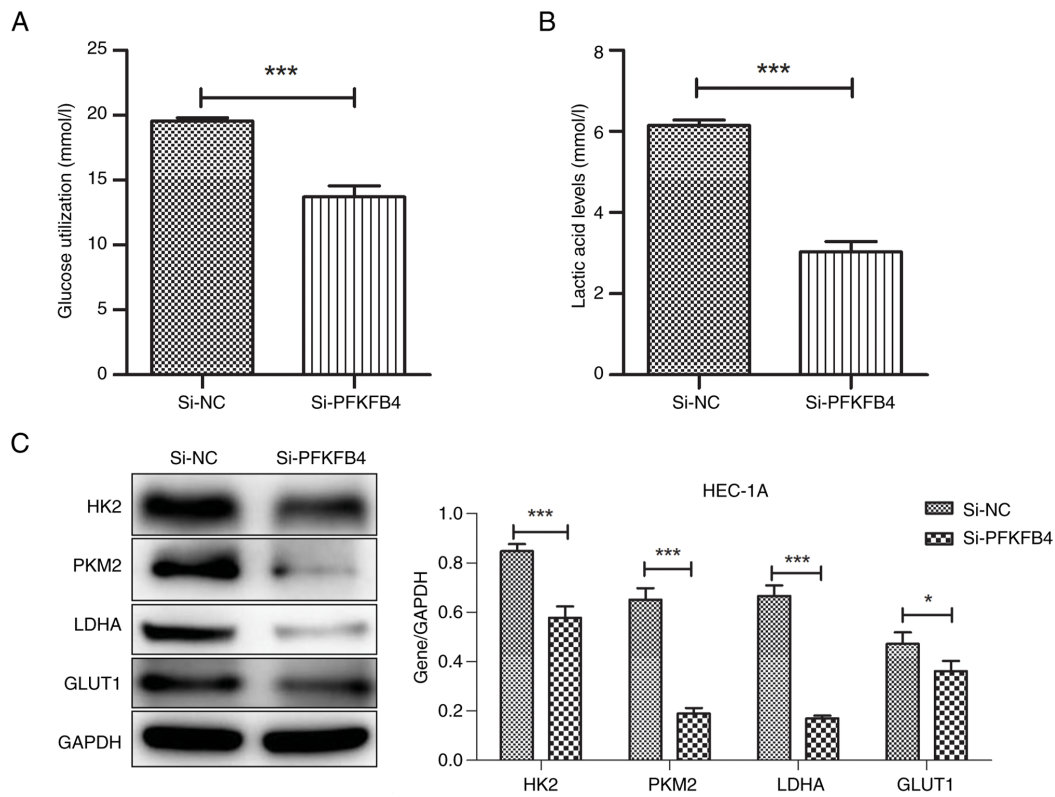 A
Glucose utilization (mmol/l)
25
20
15
10
5
0
***
Si-NC
Si-PFKFB4
B
Lactic acid levels (mmol/l)
8
6
4
2
0
***
Si-NC
Si-PFKFB4
C
Si-NC
Si-PFKFB4
HK2
PKM2
LDHA
GLUT1
GAPDH
HEC-1A
Si-NC
Si-PFKFB4
Gene/GAPDH
1.0
0.8
0.6
0.4
0.2
0.0
***
***
***
*
HK2
PKM2
LDHA
GLUT1